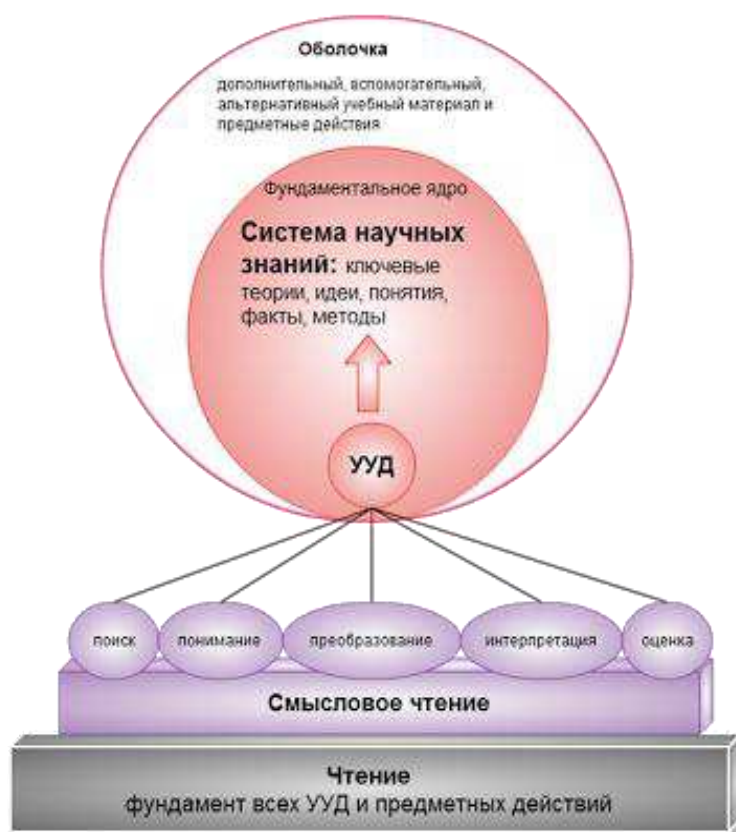 Оболочка
дополнительный, вспомогательный,
альтернативный учебный материал и
предметные действия
Фундаментальное ядро
Система научных
знаний: ключевые
теории, идеи, понятия,
факты, методы
УУД
поиск понимание преобразование интерпретация оценка
Смысловое чтение
Чтение
фундамент всех УУД и предметных действий